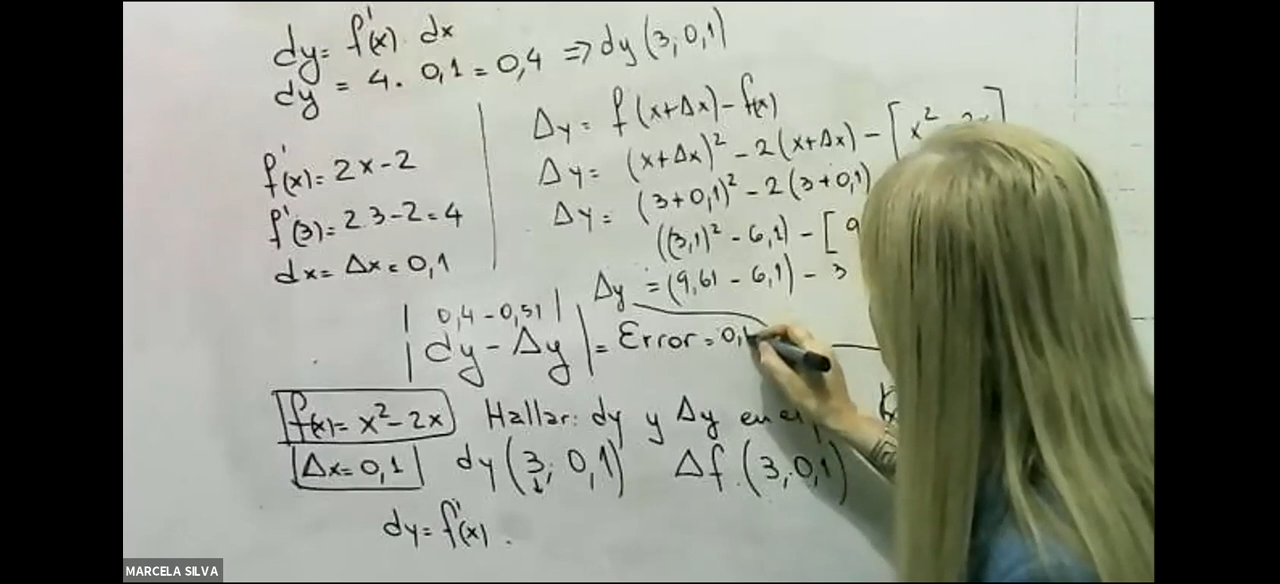 dy= f'(x) dx
dy = 4. 0,1 = 0,4 => dy (3; 0,1)
f'(x)= 2x-2
f'(3)= 2.3-2=4
dx= Δx= 0,1
Δy= f(x+Δx)-f(x)
Δy= (x+Δx)² - 2(x+Δx) - [x² - 2x]
Δy= (3+0,1)² - 2(3+0,1)
((3,1)² - 6,2) - [9
Δy =(9,61 - 6,2) - 3
| 0,4 - 0,51 |
| dy - Δy | = Error = 0,
f(x)= x²-2x Hallar: dy y Δy en el
Δx= 0,1 dy (3; 0,1) Δf (3; 0,1)
dy= f'(x) .
MARCELA SILVA